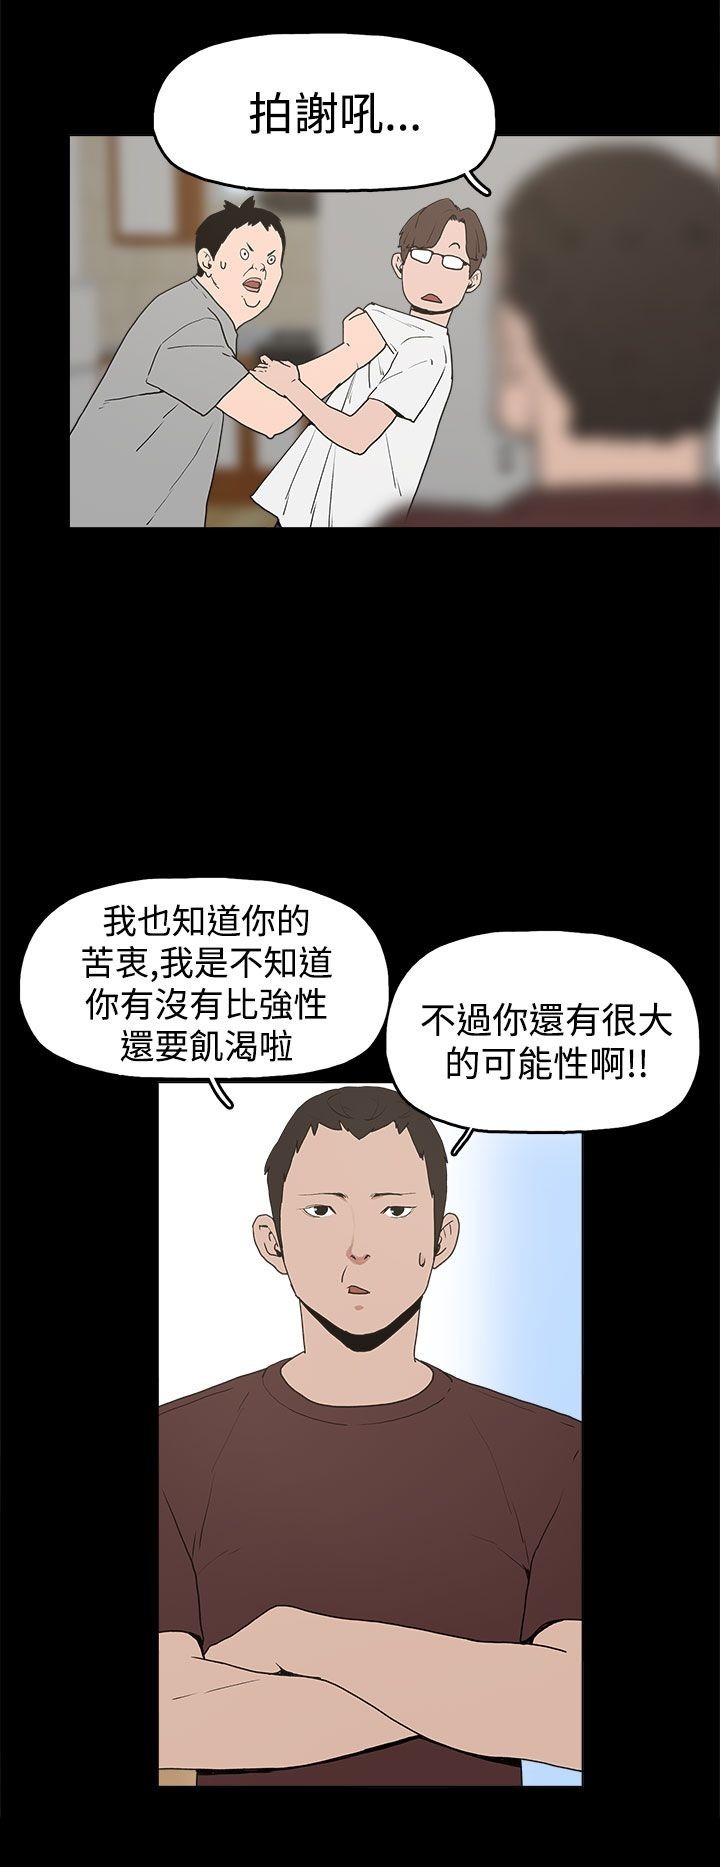 拍謝吼...
我也知道你的
苦衷,我是不知道
你有沒有比強性
還要飢渴啦
不過你還有很大
的可能性啊!!